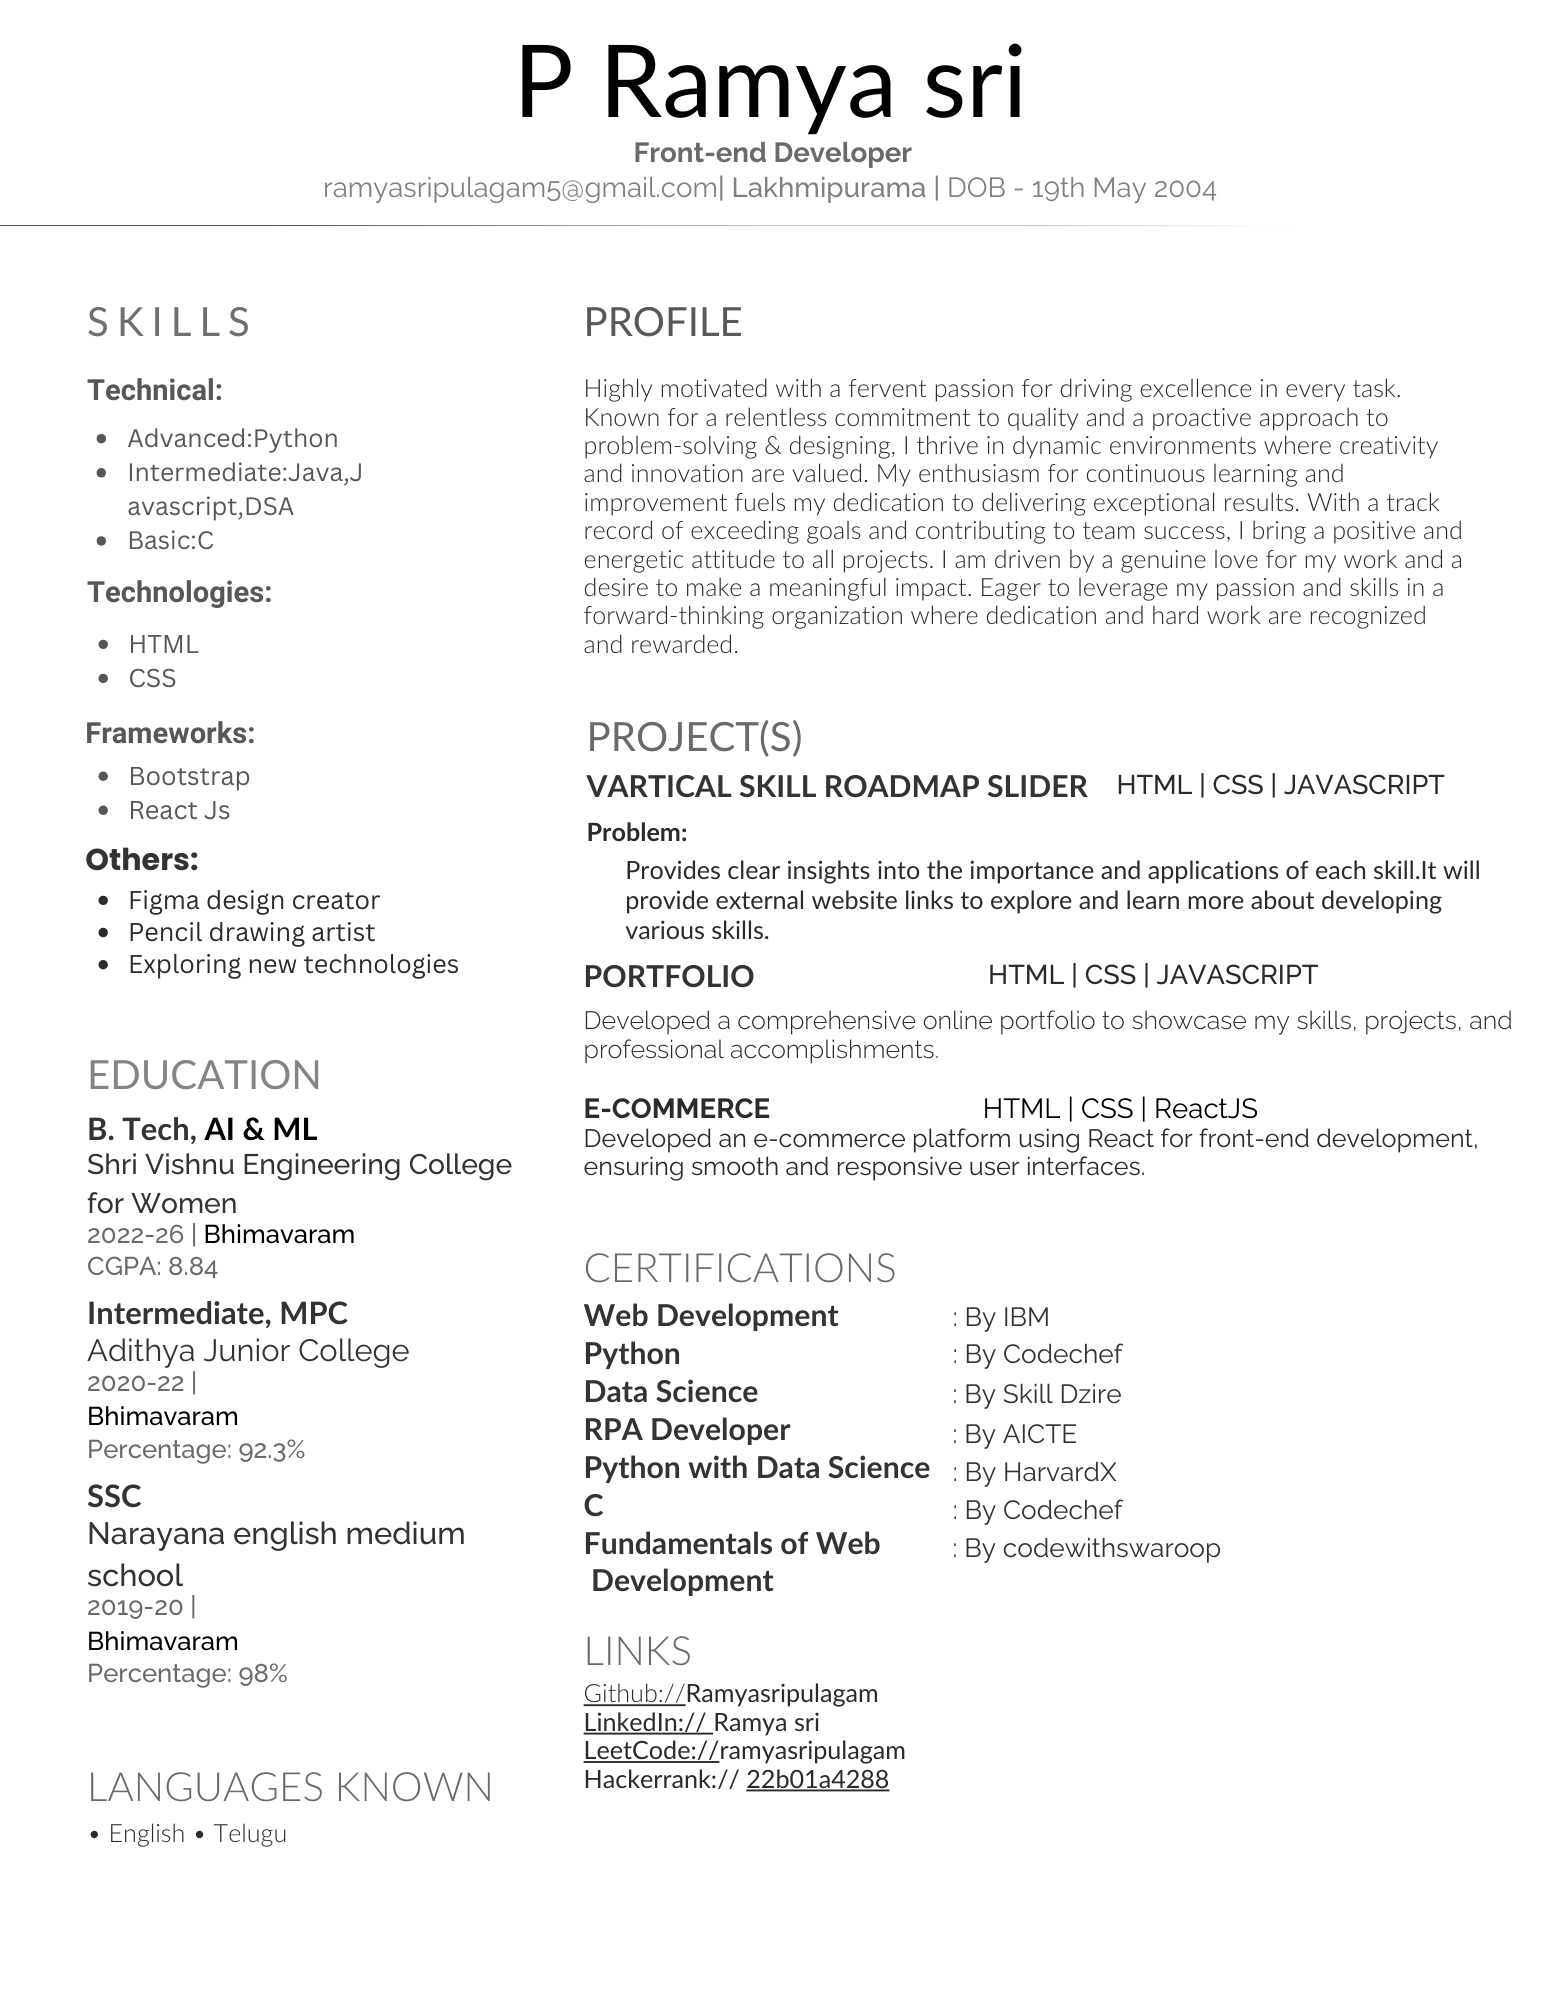 P Ramya sri
Front-end Developer
ramyasripulagam5@gmail.com| Lakhmipurama | DOB - 19th May 2004
SKILLS
Technical:
• Advanced:Python
• Intermediate:Java,J
avascript,DSA
• Basic:C
Technologies:
• HTML
• CSS
Frameworks:
• Bootstrap
• React Js
Others:
• Figma design creator
• Pencil drawing artist
• Exploring new technologies
EDUCATION
B. Tech, AI & ML
Shri Vishnu Engineering College
for Women
2022-26 | Bhimavaram
CGPA: 8.84
Intermediate, MPC
Adithya Junior College
2020-22 |
Bhimavaram
Percentage: 92.3%
SSC
Narayana english medium
school
2019-20 |
Bhimavaram
Percentage: 98%
LANGUAGES KNOWN
• English • Telugu
PROFILE
Highly motivated with a fervent passion for driving excellence in every task.
Known for a relentless commitment to quality and a proactive approach to
problem-solving & designing, I thrive in dynamic environments where creativity
and innovation are valued. My enthusiasm for continuous learning and
improvement fuels my dedication to delivering exceptional results. With a track
record of exceeding goals and contributing to team success, I bring a positive and
energetic attitude to all projects. I am driven by a genuine love for my work and a
desire to make a meaningful impact. Eager to leverage my passion and skills in a
forward-thinking organization where dedication and hard work are recognized
and rewarded.
PROJECT(S)
VARTICAL SKILL ROADMAP SLIDER HTML | CSS | JAVASCRIPT
Problem:
Provides clear insights into the importance and applications of each skill.It will
provide external website links to explore and learn more about developing
various skills.
PORTFOLIO HTML | CSS | JAVASCRIPT
Developed a comprehensive online portfolio to showcase my skills, projects, and
professional accomplishments.
E-COMMERCE HTML | CSS | ReactJS
Developed an e-commerce platform using React for front-end development,
ensuring smooth and responsive user interfaces.
CERTIFICATIONS
Web Development : By IBM
Python : By Codechef
Data Science : By Skill Dzire
RPA Developer : By AICTE
Python with Data Science : By HarvardX
C : By Codechef
Fundamentals of Web : By codewithswaroop
Development
LINKS
Github://Ramyasripulagam
LinkedIn:// Ramya sri
LeetCode://ramyasripulagam
Hackerrank:// 22b01a4288